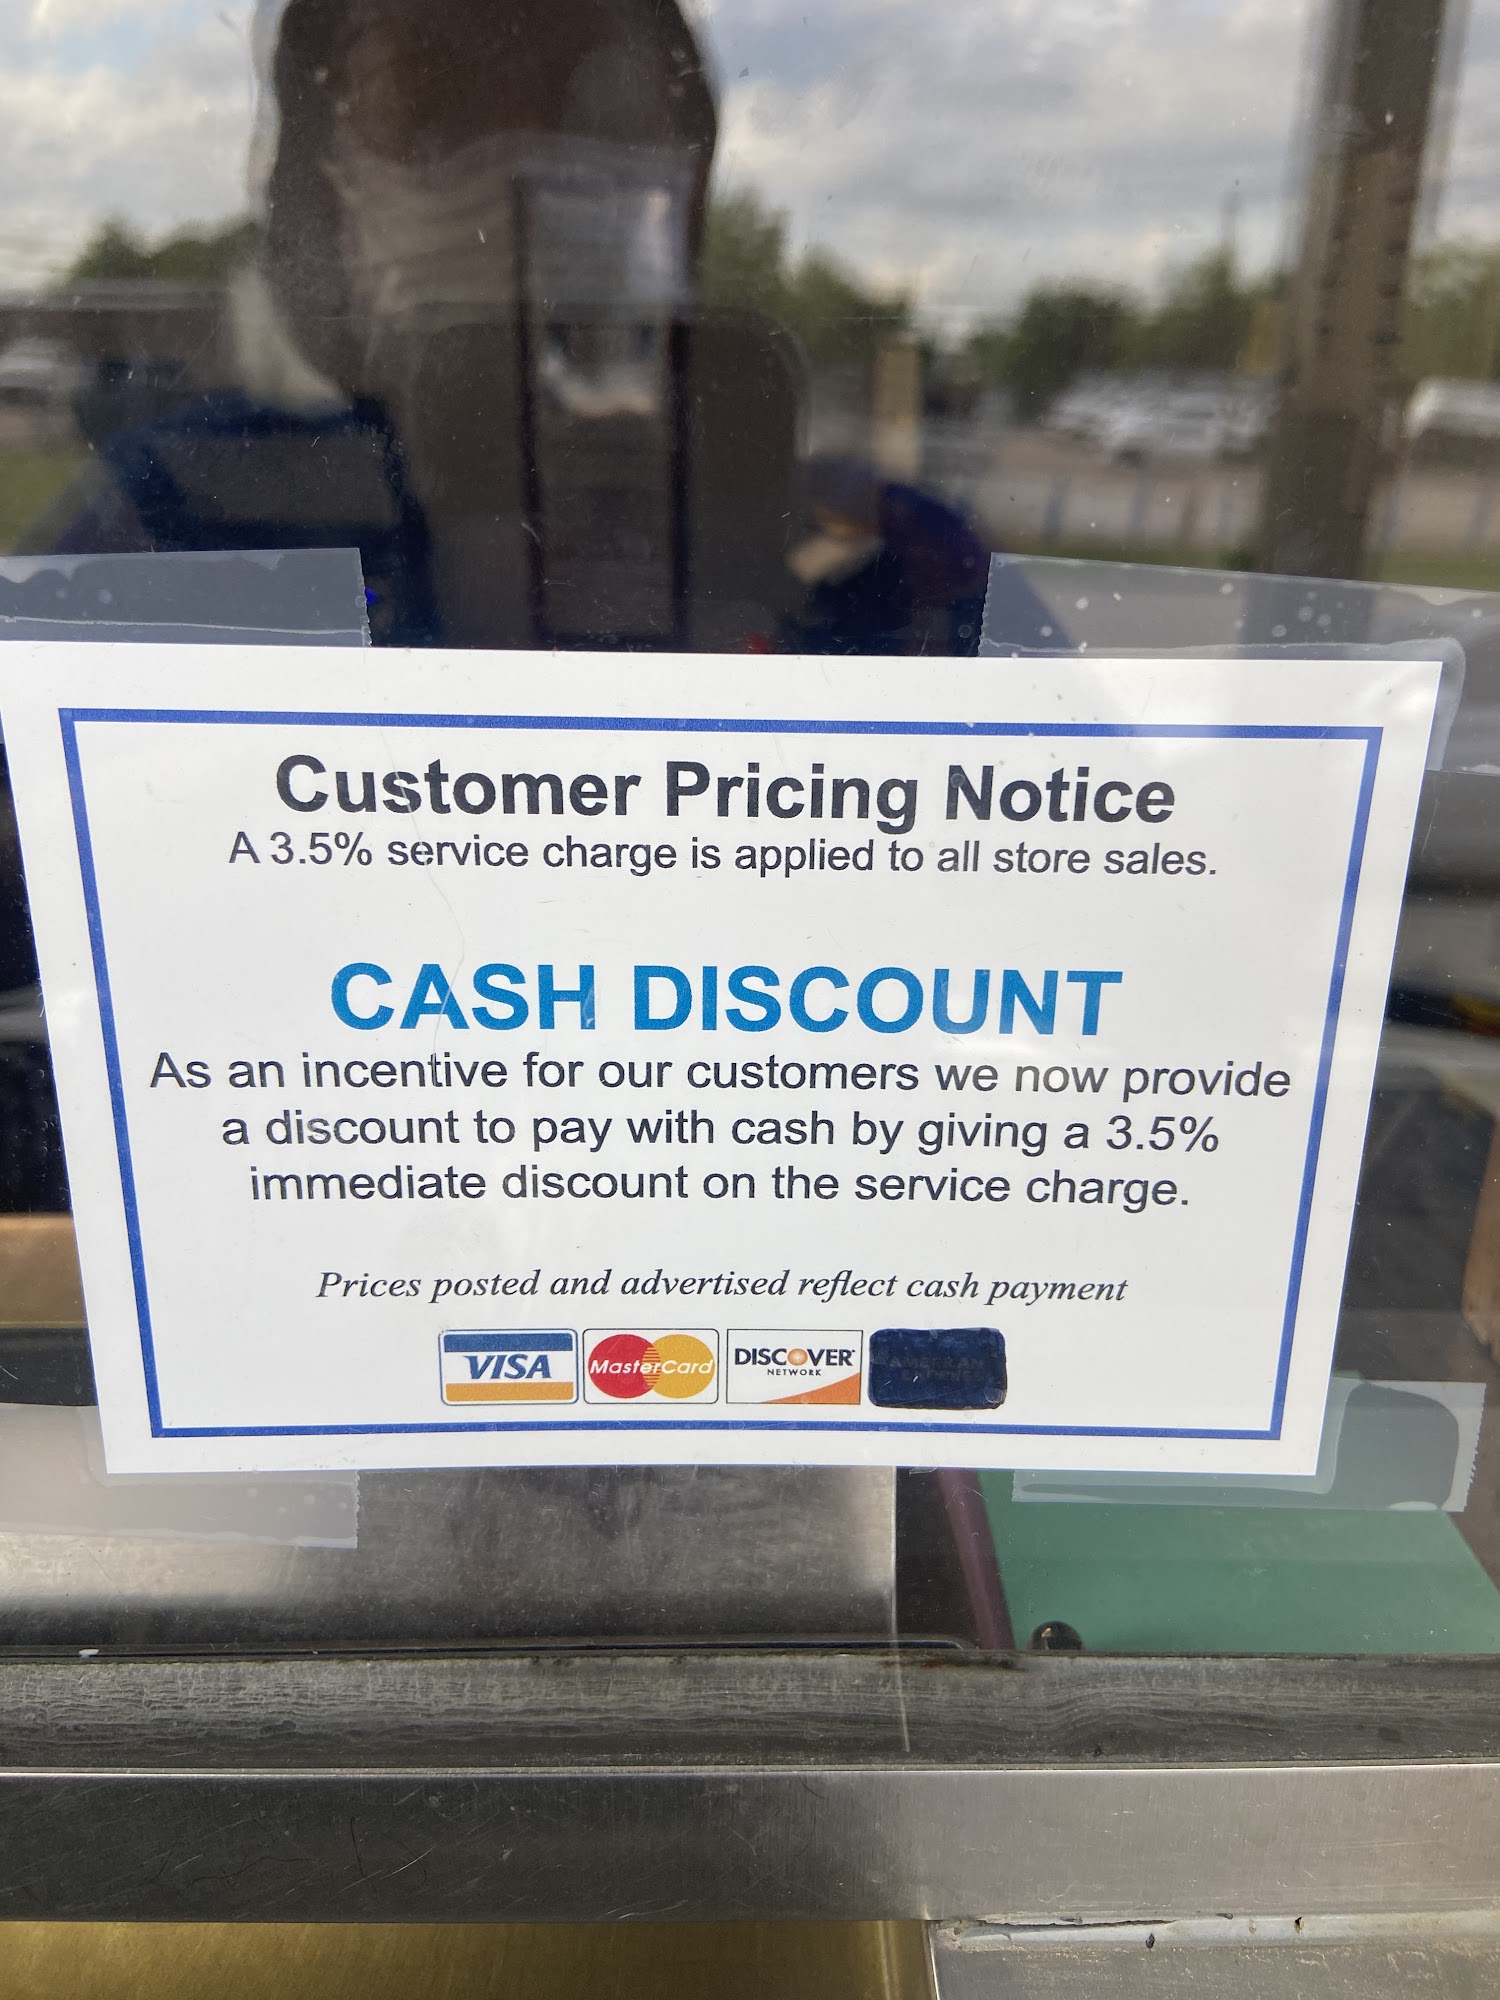 Customer Pricing Notice
A 3.5% service charge is applied to all store sales.
CASH DISCOUNT
As an incentive for our customers we now provide
a discount to pay with cash by giving a 3.5%
immediate discount on the service charge.
Prices posted and advertised reflect cash payment
VISA MasterCard DISCOVER
NETWORK